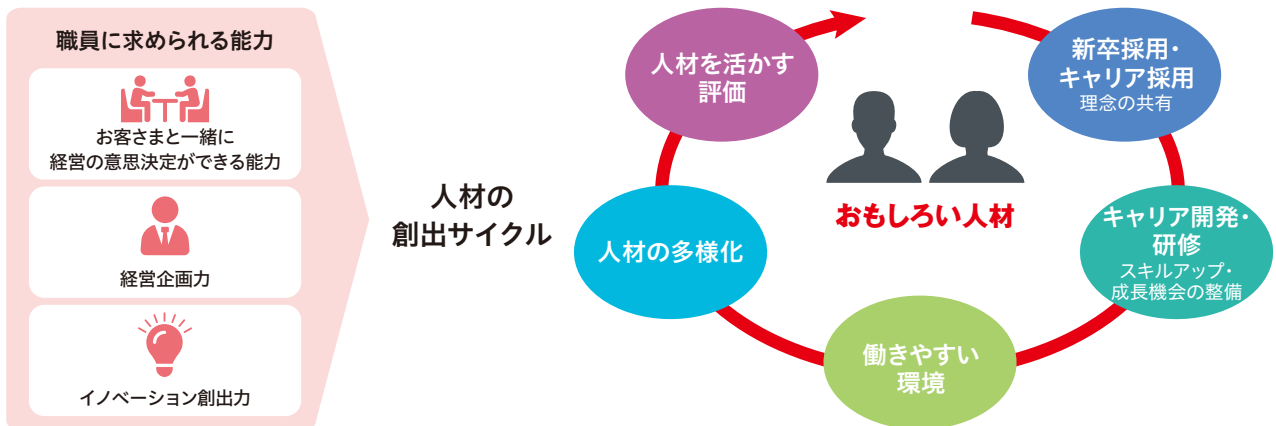 職員に求められる能力
お客さまと一緒に
経営の意思決定ができる能力
経営企画力
イノベーション創出力
人材の
創出サイクル
新卒採用・
キャリア採用
理念の共有
キャリア開発・
研修
スキルアップ・
成長機会の整備
働きやすい
環境
人材の多様化
人材を活かす
評価
おもしろい人材